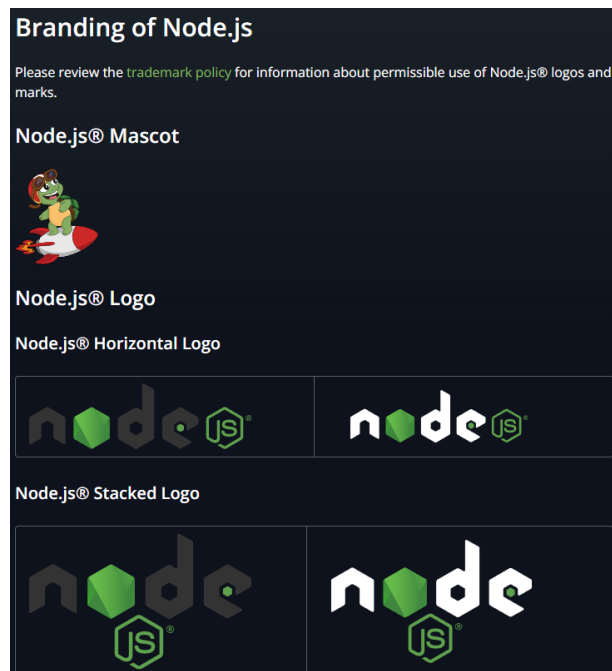 Branding of Node.js
Please review the trademark policy for information about permissible use of Node.js® logos and
marks.
Node.js® Mascot
Node.js® Logo
Node.js® Horizontal Logo
node JS®
node JS®
Node.js® Stacked Logo
node
JS®
node
JS®